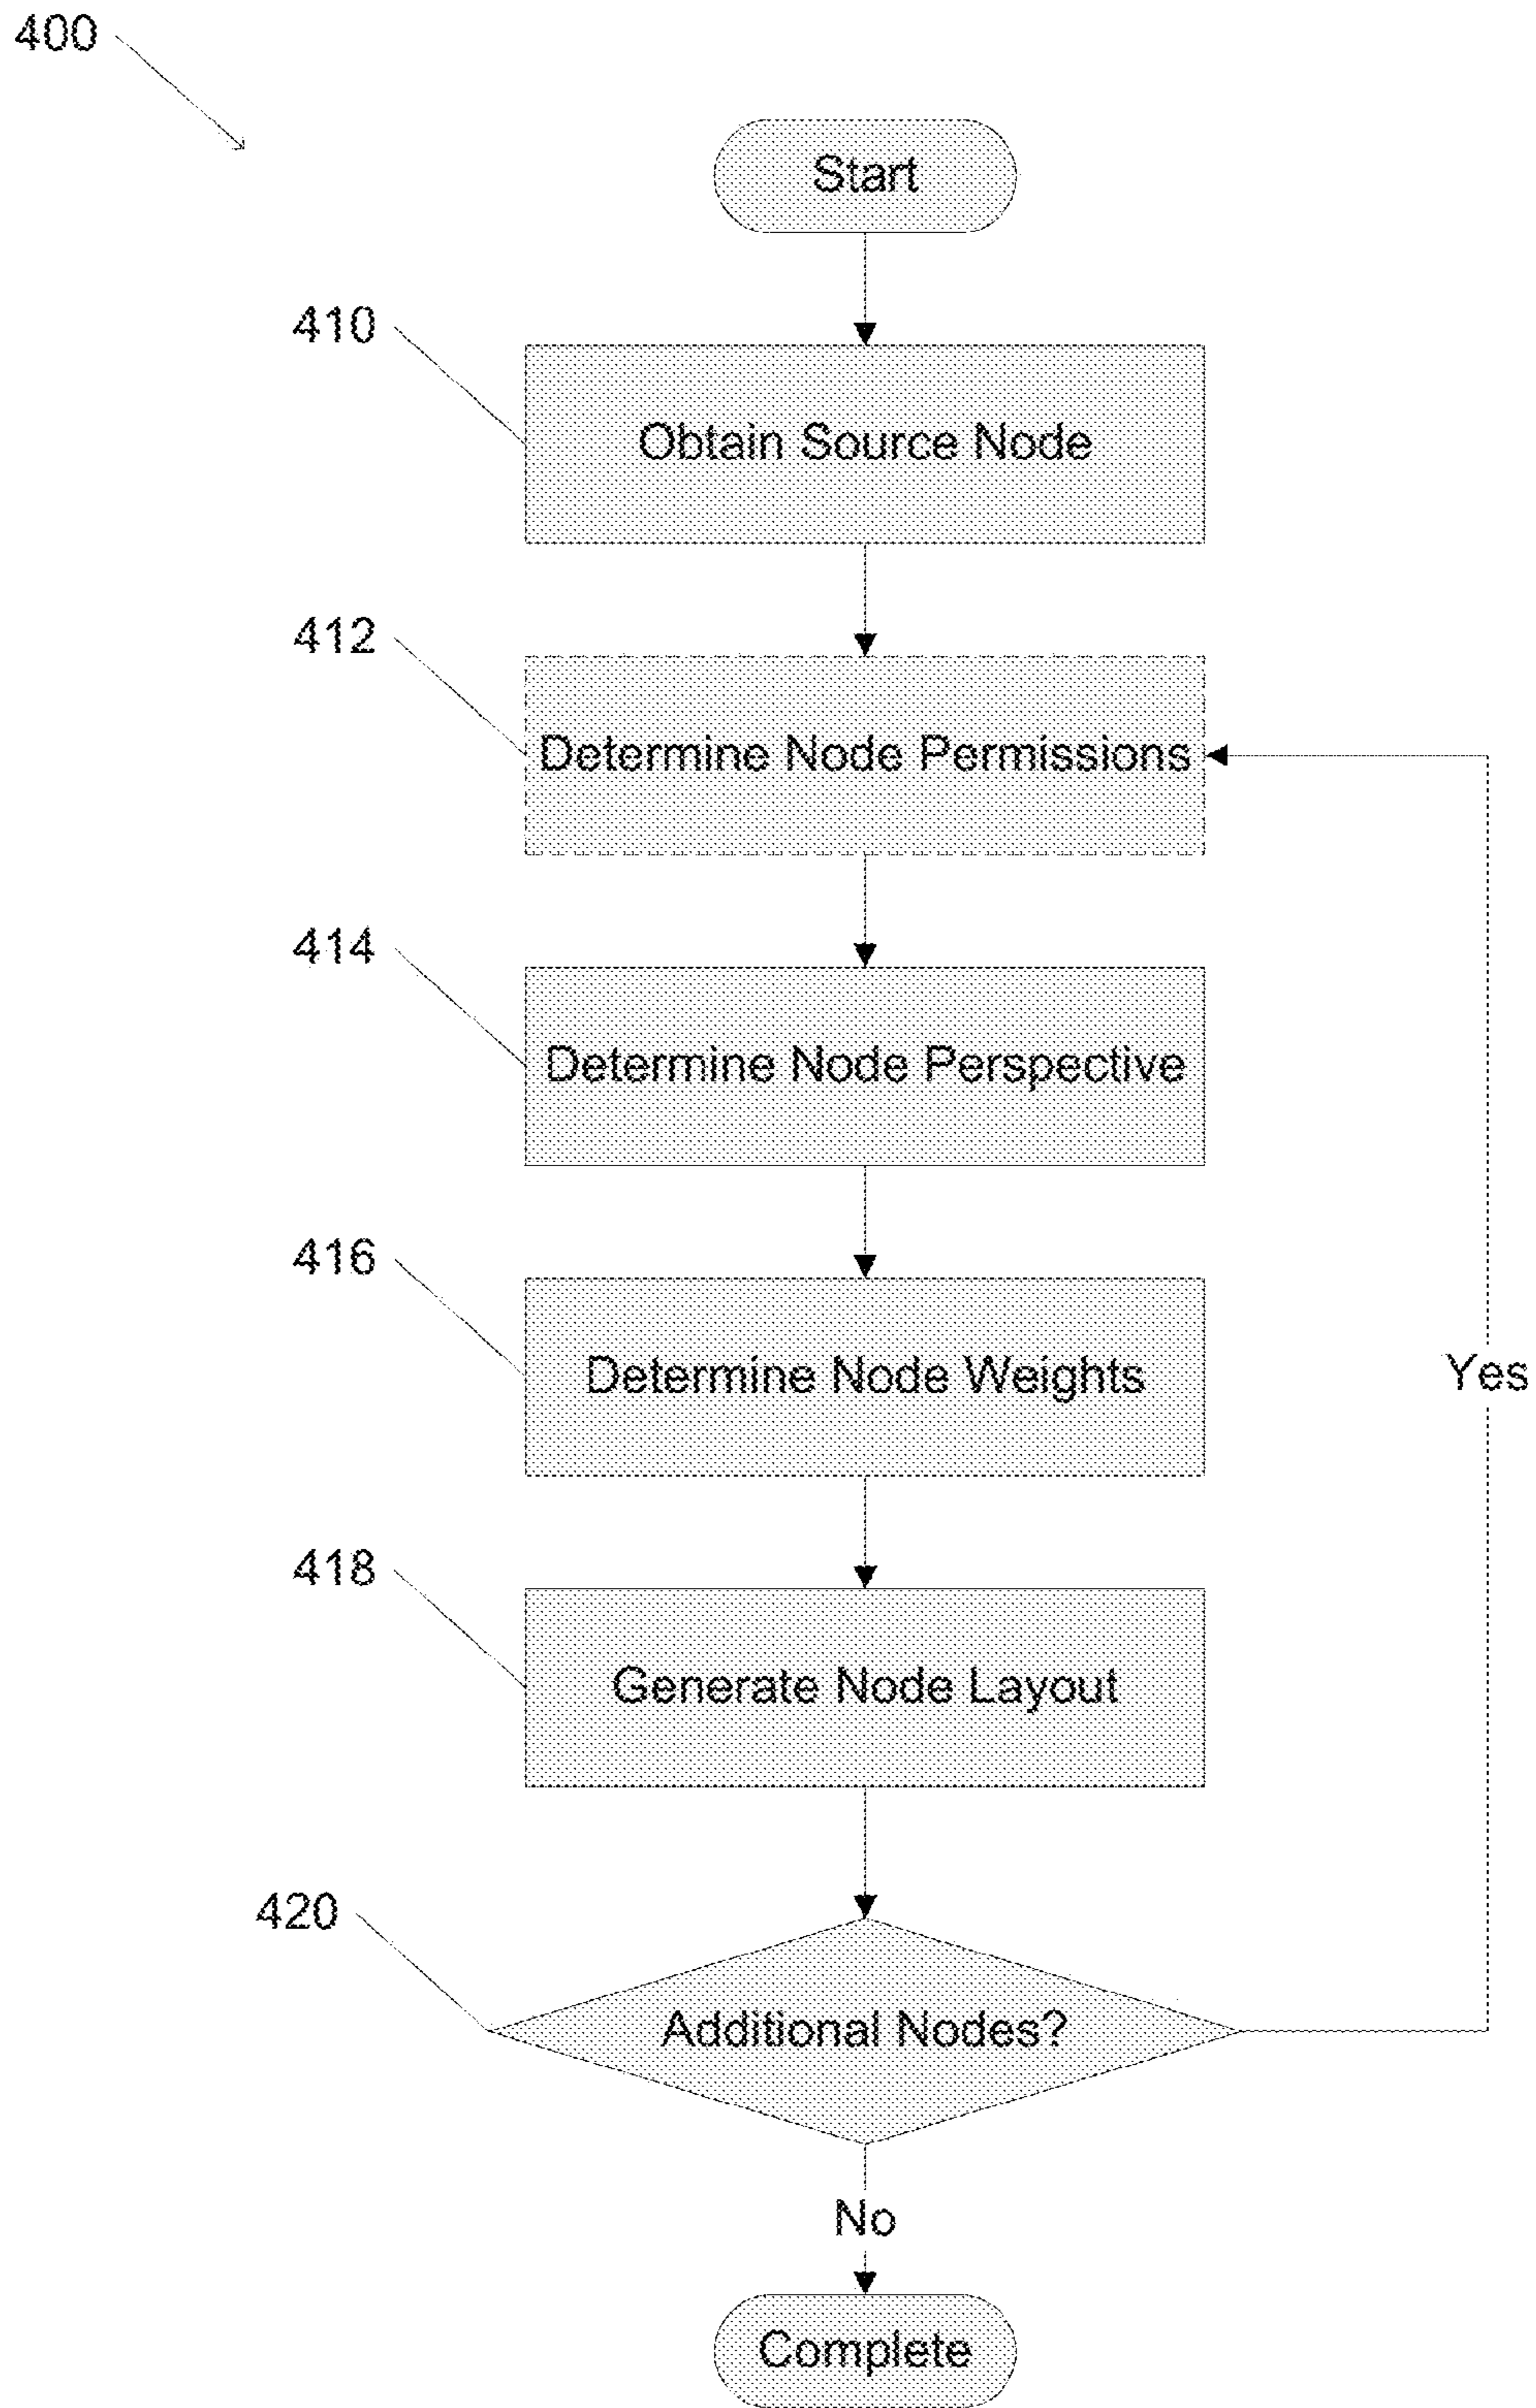 400
Start
410
Obtain Source Node
412
Determine Node Permissions
414
Determine Node Perspective
416
Determine Node Weights
Yes
418
Generate Node Layout
420
Additional Nodes?
No
Complete